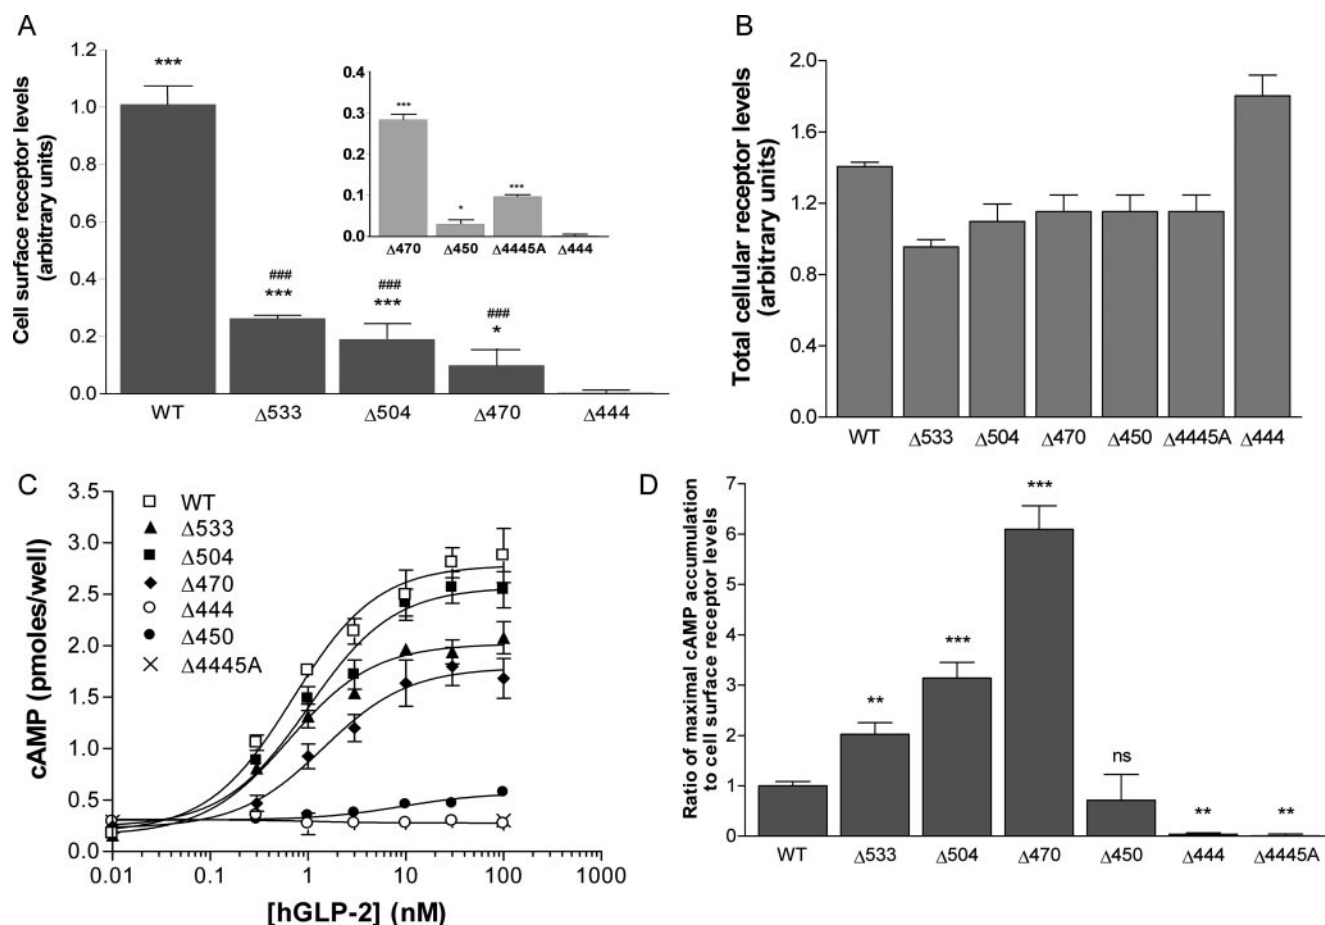 A
Cell surface receptor levels
(arbitrary units)
1.2
1.0
0.8
0.6
0.4
0.2
0.0
***
###
***
###
***
###
*
WT
Δ533
Δ504
Δ470
Δ444
0.4
0.3
0.2
0.1
0.0
***
*
***
Δ470
Δ450
Δ4445A
Δ444
B
Total cellular receptor levels
(arbitrary units)
2.0
1.6
1.2
0.8
0.4
0.0
WT
Δ533
Δ504
Δ470
Δ450
Δ4445A
Δ444
C
cAMP (pmoles/well)
3.5
3.0
2.5
2.0
1.5
1.0
0.5
0.0
WT
Δ533
Δ504
Δ470
Δ444
Δ450
Δ4445A
0.01
0.1
1
10
100
1000
[hGLP-2] (nM)
D
Ratio of maximal cAMP accumulation
to cell surface receptor levels
7
6
5
4
3
2
1
0
**
***
***
ns
**
**
WT
Δ533
Δ504
Δ470
Δ450
Δ444
Δ4445A